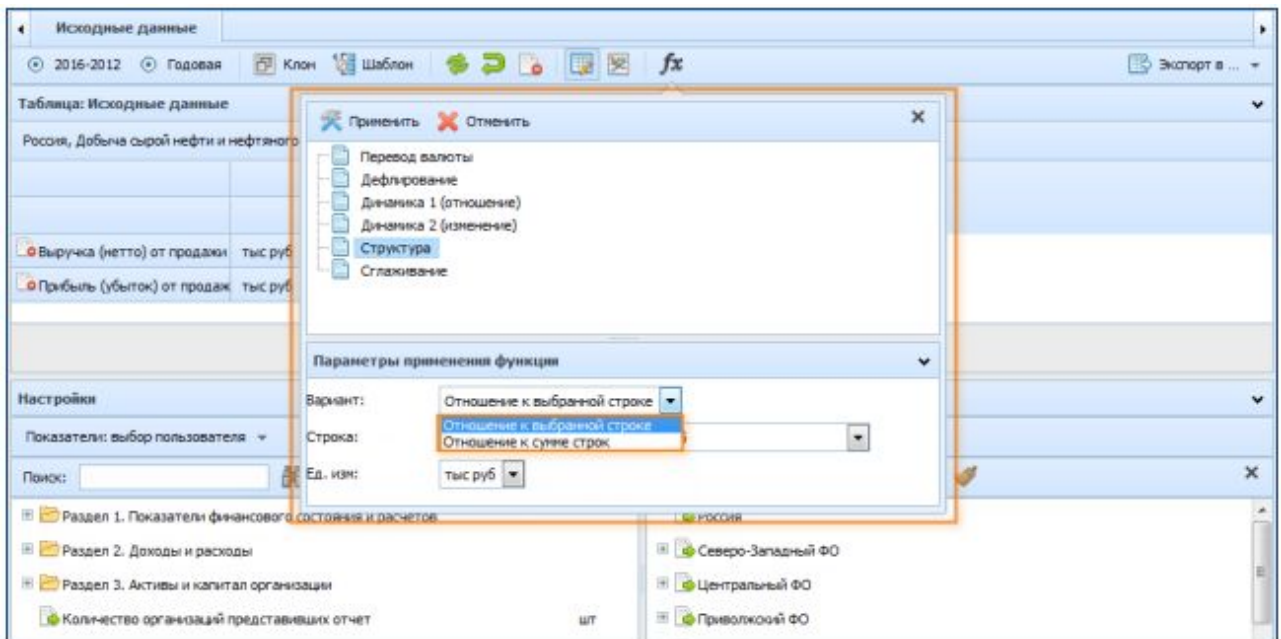 Исходные данные
2016-2012 Годовая Клон Шаблон fx Экспорт в ...
Таблица: Исходные данные
Применить Отменить
Россия, Добыча сырой нефти и нефтяного
Перевод валюты
Дефлирование
Динамика 1 (отношение)
Динамика 2 (изменение)
Выручка (нетто) от продажи тыс руб
Структура
Сглаживание
Прибыль (убыток) от продаж тыс руб
Параметры применения функции
Настройки
Вариант: Отношение к выбранной строке
Отношение к выбранной строке
Показатели: выбор пользователя
Строка:
Отношение к сумме строк
Поиск:
Ед. изм: тыс руб
Раздел 1. Показатели финансового состояния и расчетов
Россия
Раздел 2. Доходы и расходы
Северо-Западный ФО
Раздел 3. Активы и капитал организации
Центральный ФО
Количество организаций представивших отчет шт
Приволжский ФО